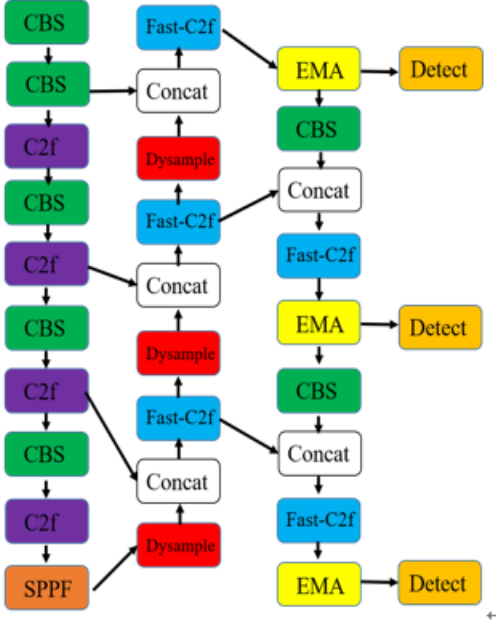 CBS
CBS
C2f
CBS
C2f
CBS
C2f
CBS
C2f
SPPF
Fast-C2f
Concat
Dysample
Fast-C2f
Concat
Dysample
Fast-C2f
Concat
Dysample
EMA
Detect
CBS
Concat
Fast-C2f
EMA
Detect
CBS
Concat
Fast-C2f
EMA
Detect